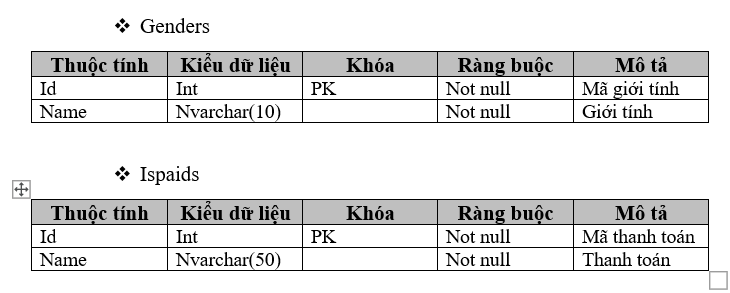 ❖ Genders
Thuộc tính Kiểu dữ liệu Khóa Ràng buộc Mô tả
Id Int PK Not null Mã giới tính
Name Nvarchar(10) Not null Giới tính
❖ Ispaids
Thuộc tính Kiểu dữ liệu Khóa Ràng buộc Mô tả
Id Int PK Not null Mã thanh toán
Name Nvarchar(50) Not null Thanh toán